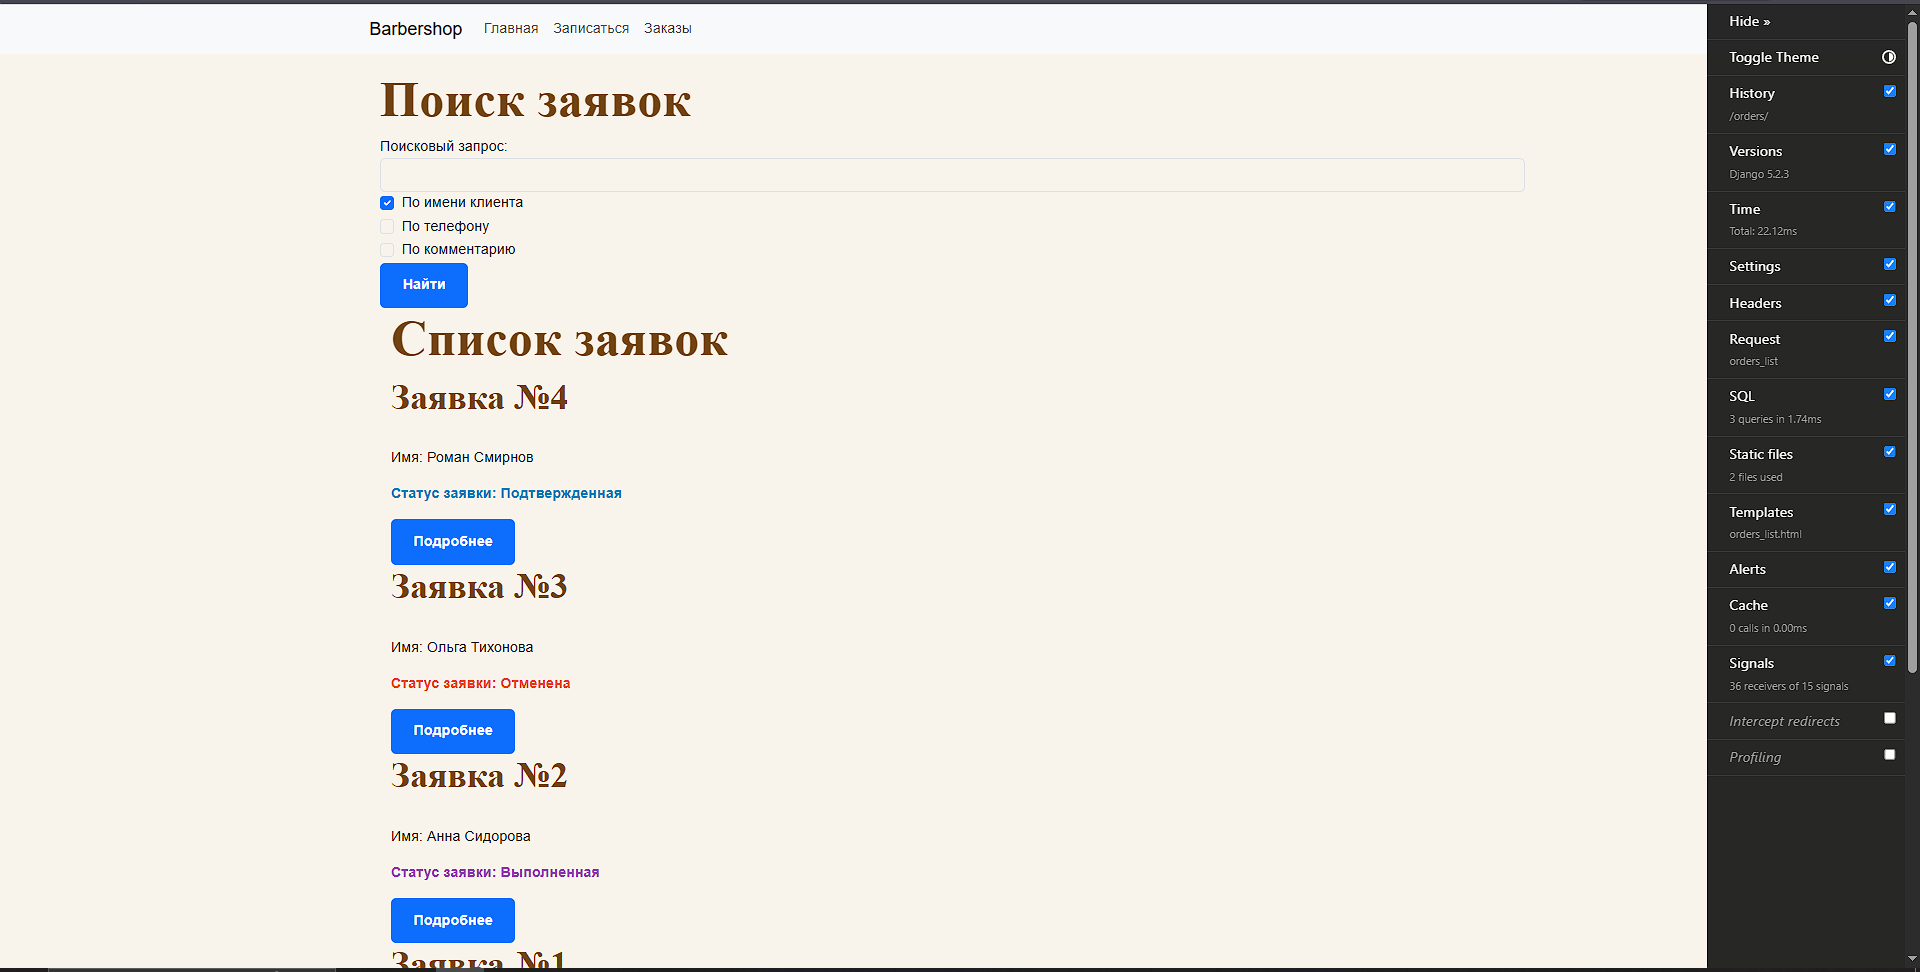 Barbershop Главная Записаться Заказы
Поиск заявок
Поисковый запрос:
По имени клиента
По телефону
По комментарию
Найти
Список заявок
Заявка №4
Имя: Роман Смирнов
Статус заявки: Подтвержденная
Подробнее
Заявка №3
Имя: Ольга Тихонова
Статус заявки: Отменена
Подробнее
Заявка №2
Имя: Анна Сидорова
Статус заявки: Выполненная
Подробнее
Заявка №1
Hide »
Toggle Theme
History
/orders/
Versions
Django 5.2.3
Time
Total: 22.12ms
Settings
Headers
Request
orders_list
SQL
3 queries in 1.74ms
Static files
2 files used
Templates
orders_list.html
Alerts
Cache
0 calls in 0.00ms
Signals
36 receivers of 15 signals
Intercept redirects
Profiling